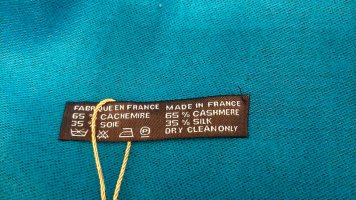 FABRIQUE EN FRANCE
65 % CACHEMIRE
35 % SOIE
MADE IN FRANCE
65 % CASHMERE
35 % SILK
DRY CLEAN ONLY